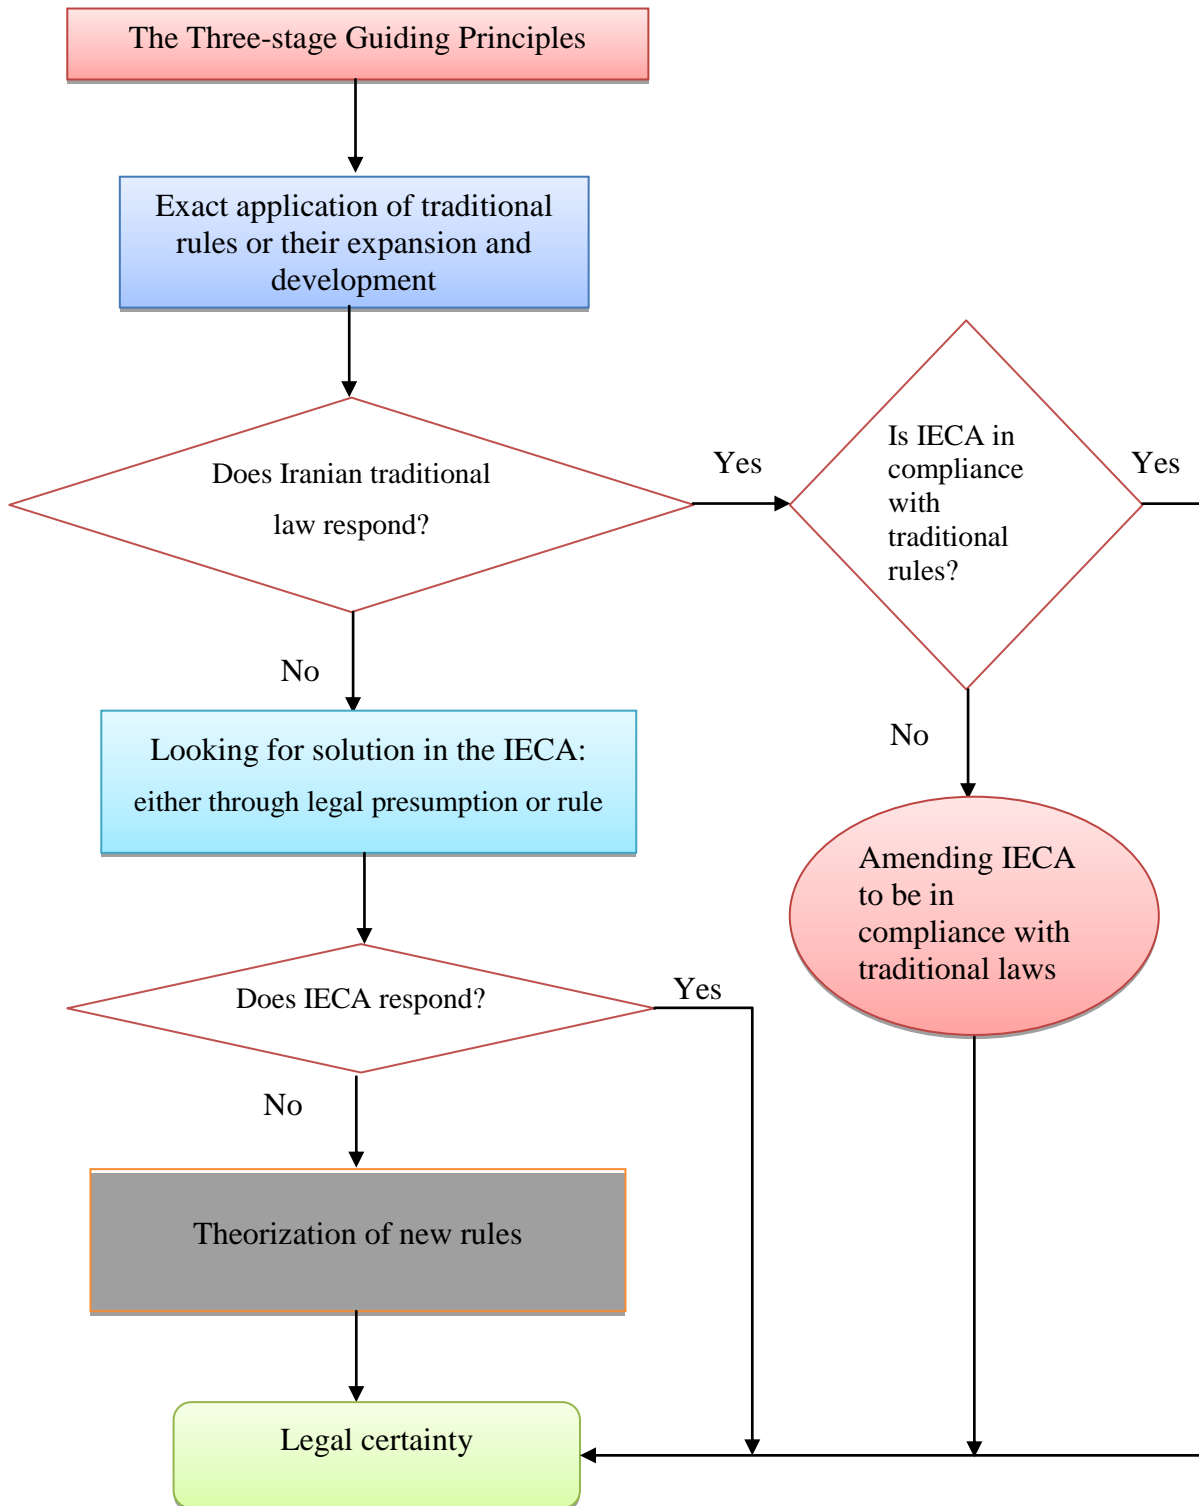 The Three-stage Guiding Principles
Exact application of traditional
rules or their expansion and
development
Does Iranian traditional
law respond?
Yes
Is IECA in
compliance
with
traditional
rules?
Yes
No
No
Looking for solution in the IECA:
either through legal presumption or rule
Amending IECA
to be in
compliance with
traditional laws
Does IECA respond?
Yes
No
Theorization of new rules
Legal certainty